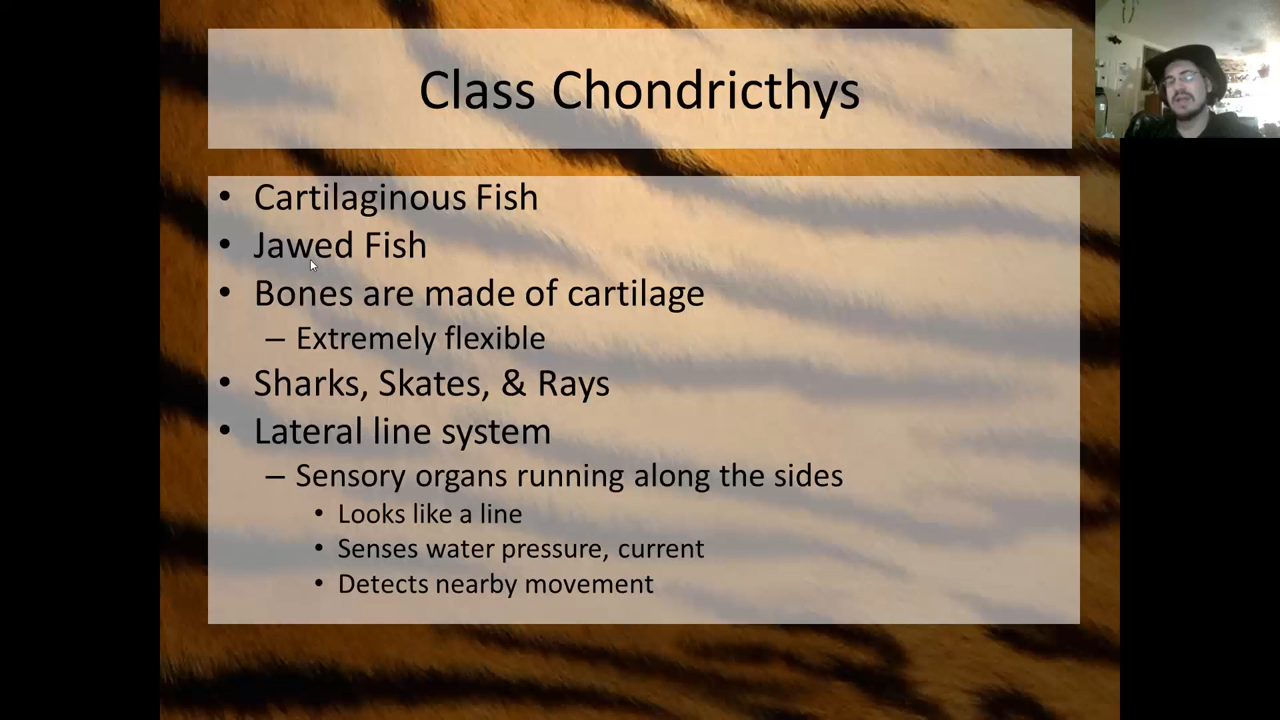 Class Chondricthys
• Cartilaginous Fish
• Jawed Fish
• Bones are made of cartilage
– Extremely flexible
• Sharks, Skates, & Rays
• Lateral line system
– Sensory organs running along the sides
• Looks like a line
• Senses water pressure, current
• Detects nearby movement